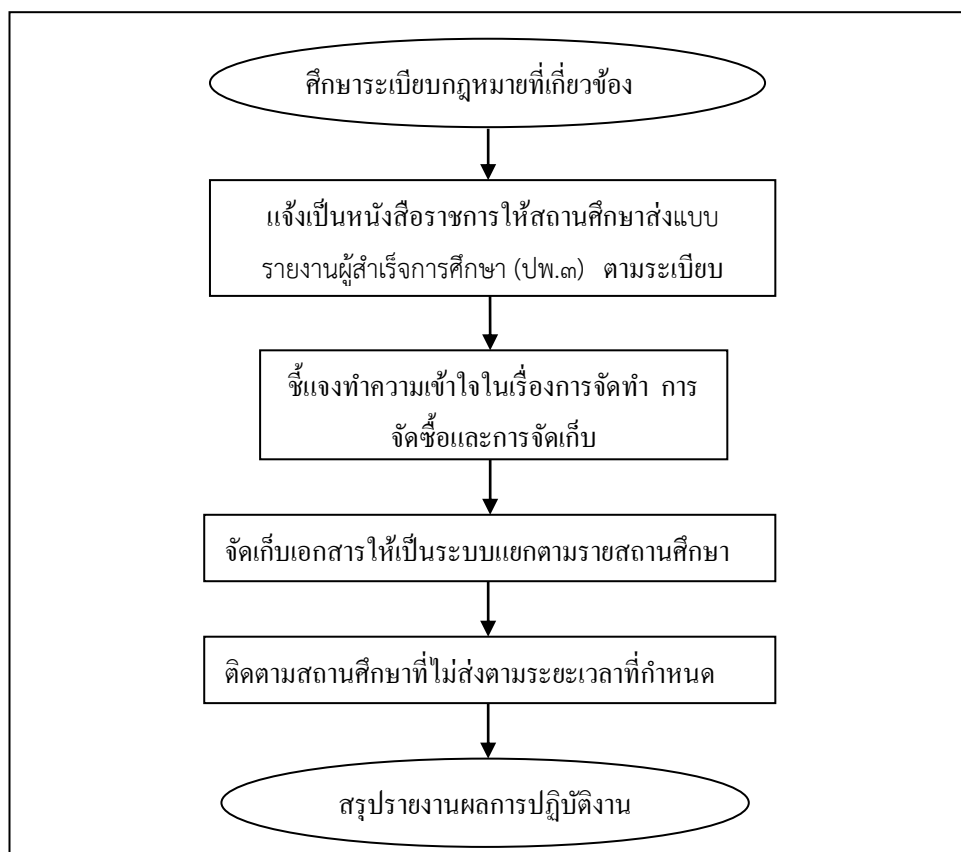 ศึกษาระเบียบกฎหมายที่เกี่ยวข้อง
แจ้งเป็นหนังสือราชการให้สถานศึกษาส่งแบบ
รายงานผู้สำเร็จการศึกษา (ปพ.๓) ตามระเบียบ
ชี้แจงทำความเข้าใจในเรื่องการจัดทำ การ
จัดซื้อและการจัดเก็บ
จัดเก็บเอกสารให้เป็นระบบแยกตามรายสถานศึกษา
ติดตามสถานศึกษาที่ไม่ส่งตามระยะเวลาที่กำหนด
สรุปรายงานผลการปฏิบัติงาน